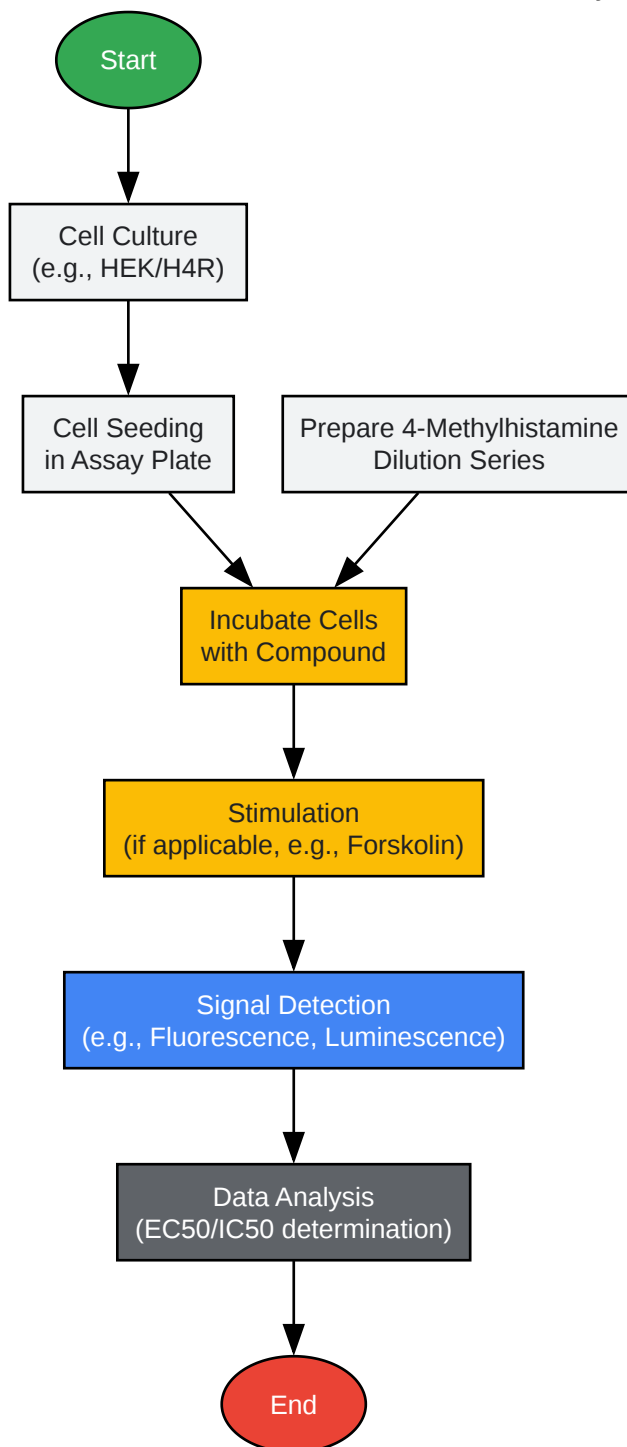 Start
Cell Culture
(e.g., HEK/H4R)
Cell Seeding
in Assay Plate
Prepare 4-Methylhistamine
Dilution Series
Incubate Cells
with Compound
Stimulation
(if applicable, e.g., Forskolin)
Signal Detection
(e.g., Fluorescence, Luminescence)
Data Analysis
(EC50/IC50 determination)
End